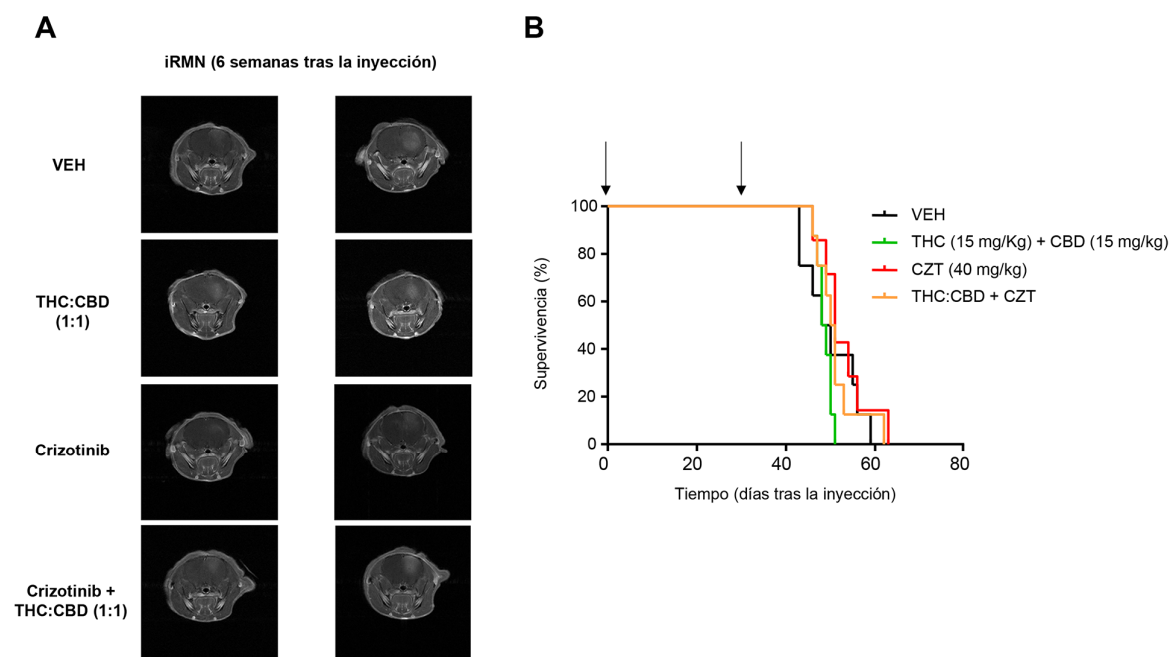 A
iRMN (6 semanas tras la inyección)
VEH
THC:CBD
(1:1)
Crizotinib
Crizotinib +
THC:CBD (1:1)
B
Supervivencia (%)
100
80
60
40
20
0
0 20 40 60 80
Tiempo (días tras la inyección)
VEH
THC (15 mg/Kg) + CBD (15 mg/kg)
CZT (40 mg/kg)
THC:CBD + CZT